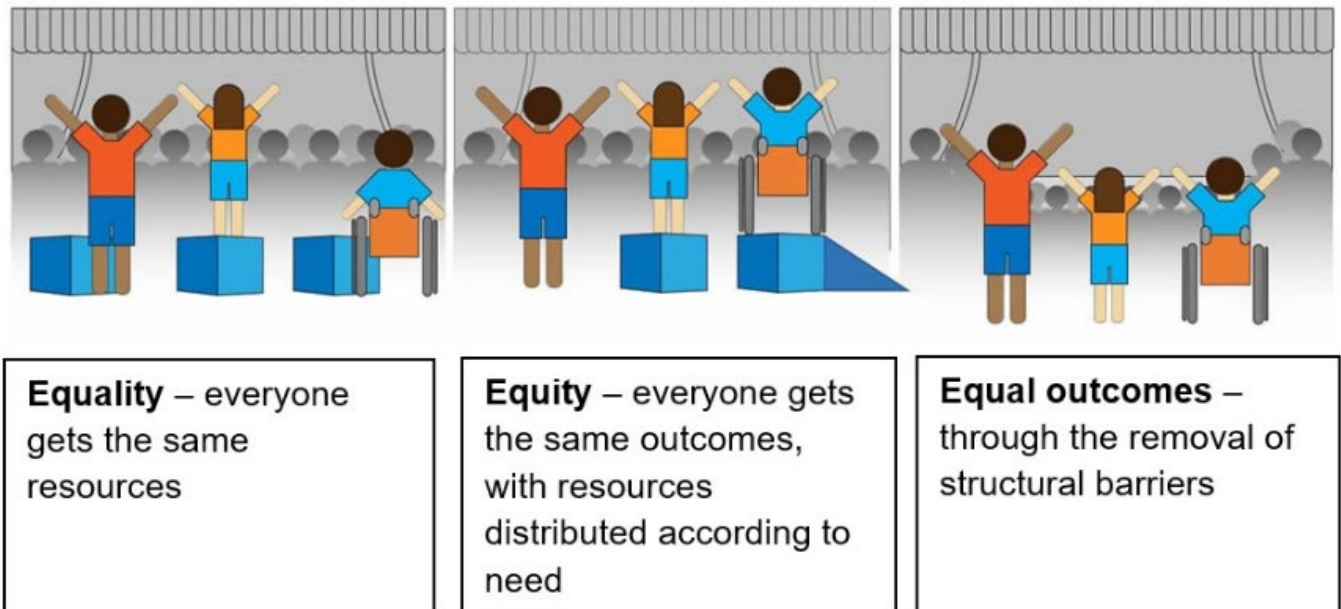 Equality – everyone
gets the same
resources
Equity – everyone gets
the same outcomes,
with resources
distributed according to
need
Equal outcomes –
through the removal of
structural barriers